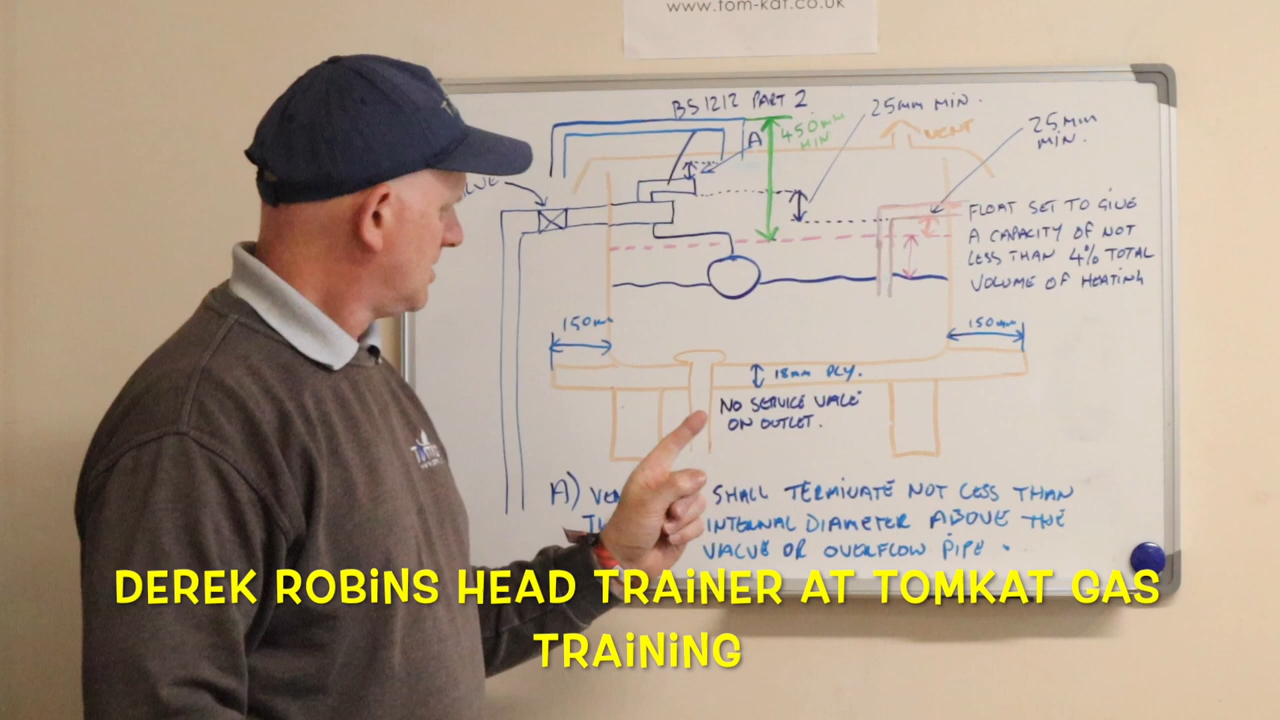 www.tom-kat.co.uk
BS1212 PART 2
25mm MIN.
450mm
MIN
A
VENT
25mm
MIN.
FLOAT SET TO GIVE
A CAPACITY OF NOT
LESS THAN 4% TOTAL
VOLUME OF HEATING
150mm
150mm
18mm PLY.
NO SERVICE VALE
ON OUTLET.
A) VEN SHALL TERMINATE NOT LESS THAN
INTERNAL DIAMETER ABOVE THE
VALVE OR OVERFLOW PIPE.
DEREK ROBINS HEAD TRAINER AT TOMKAT GAS
TRAINING